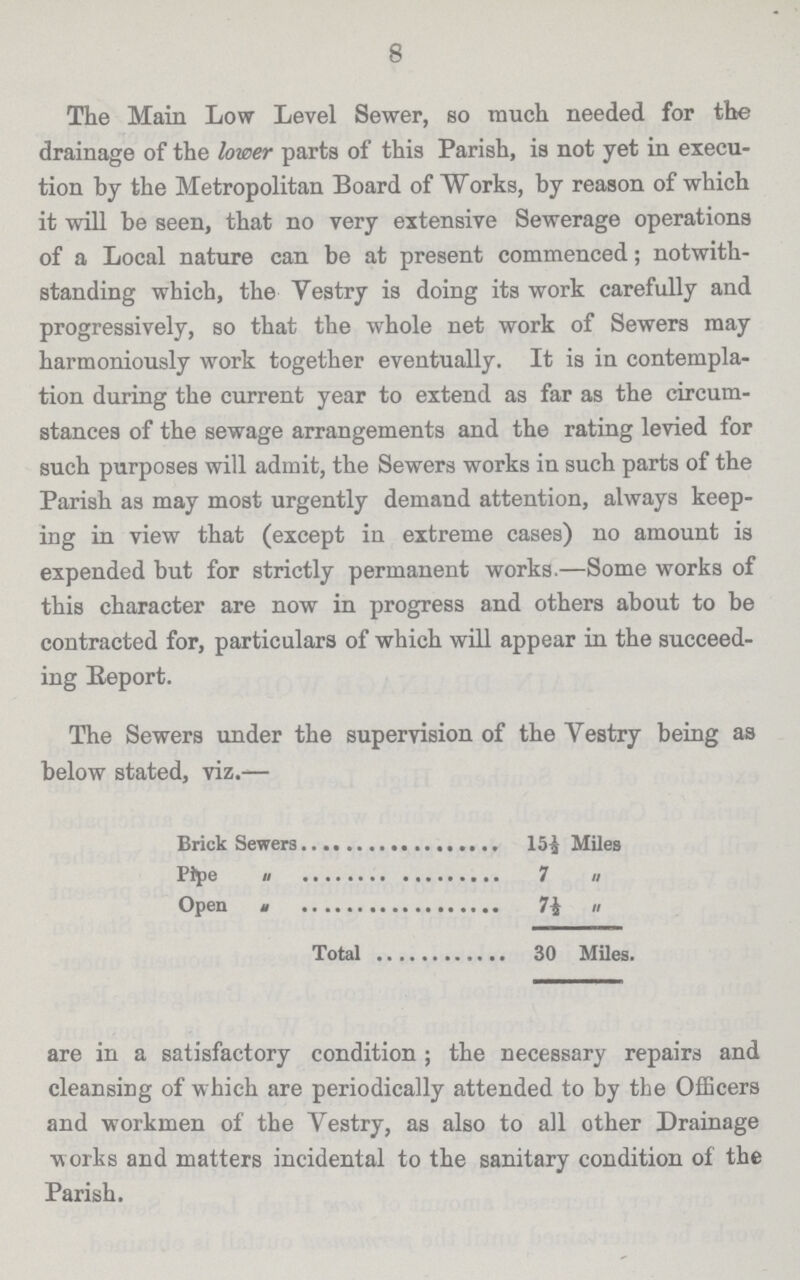 8
The Main Low Level Sewer, so much needed for the
drainage of the lower parts of this Parish, is not yet in execu-
tion by the Metropolitan Board of Works, by reason of which
it will be seen, that no very extensive Sewerage operations
of a Local nature can be at present commenced; notwith-
standing which, the Vestry is doing its work carefully and
progressively, so that the whole net work of Sewers may
harmoniously work together eventually. It is in contempla-
tion during the current year to extend as far as the circum-
stances of the sewage arrangements and the rating levied for
such purposes will admit, the Sewers works in such parts of the
Parish as may most urgently demand attention, always keep-
ing in view that (except in extreme cases) no amount is
expended but for strictly permanent works.—Some works of
this character are now in progress and others about to be
contracted for, particulars of which will appear in the succeed-
ing Report.
The Sewers under the supervision of the Vestry being as
below stated, viz.—
Brick Sewers.................... 15½ Miles
Pipe " .................. 7 "
Open " .................... 7½ "
Total ............ 30 Miles.
are in a satisfactory condition; the necessary repairs and
cleansing of which are periodically attended to by the Officers
and workmen of the Vestry, as also to all other Drainage
works and matters incidental to the sanitary condition of the
Parish.